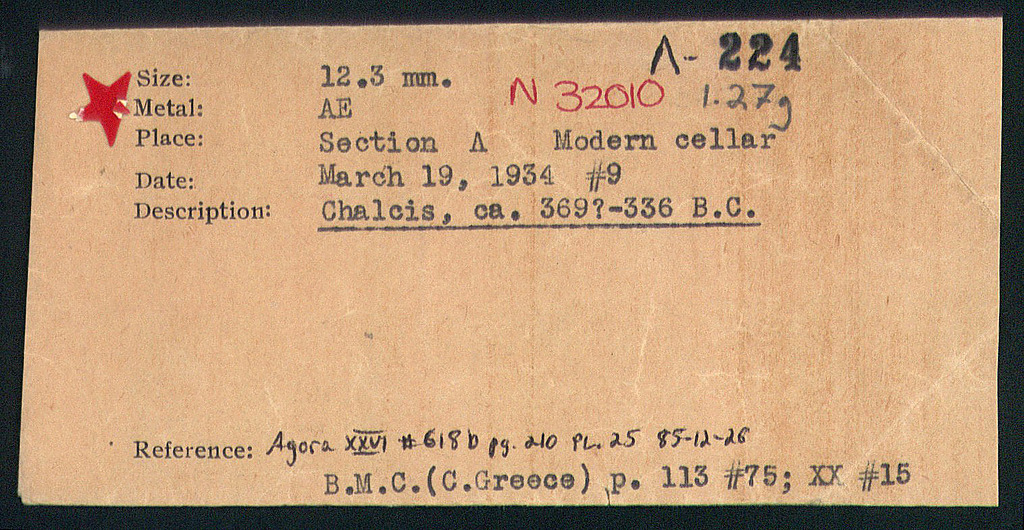 Λ- 224
Size: 12.3 mm.
N 32010 1.27g
Metal: AE
Place: Section Λ Modern cellar
Date: March 19, 1934 #9
Description: Chalcis, ca. 369?-336 B.C.
Reference: Agora XXVI #618b pg. 210 PL. 25 85-12-26
B.M.C.(C.Greece) p. 113 #75; XX #15